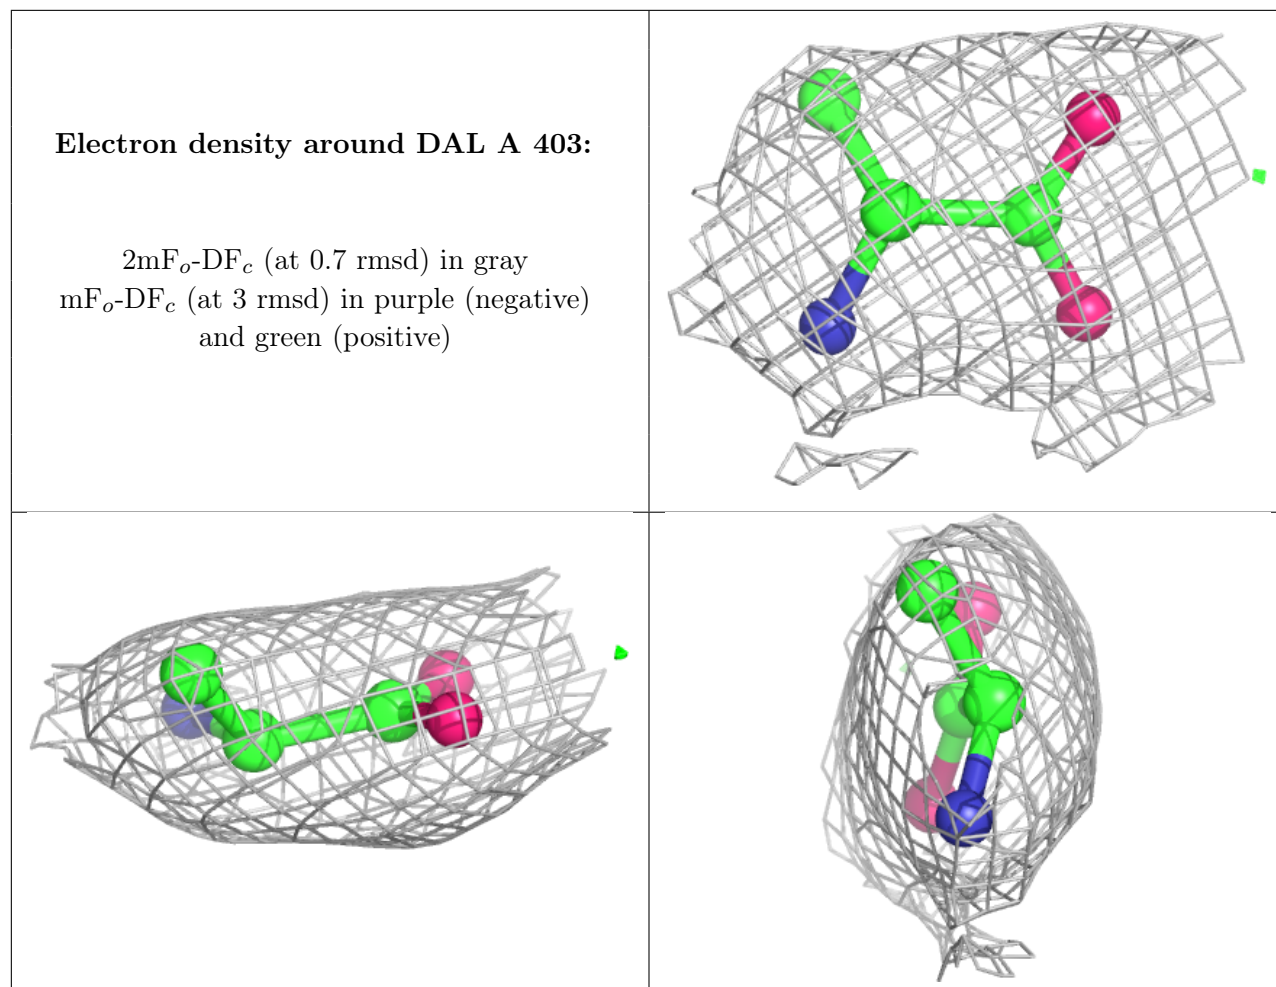 Electron density around DAL A 403:
2mFo-DFc (at 0.7 rmsd) in gray
mFo-DFc (at 3 rmsd) in purple (negative)
and green (positive)